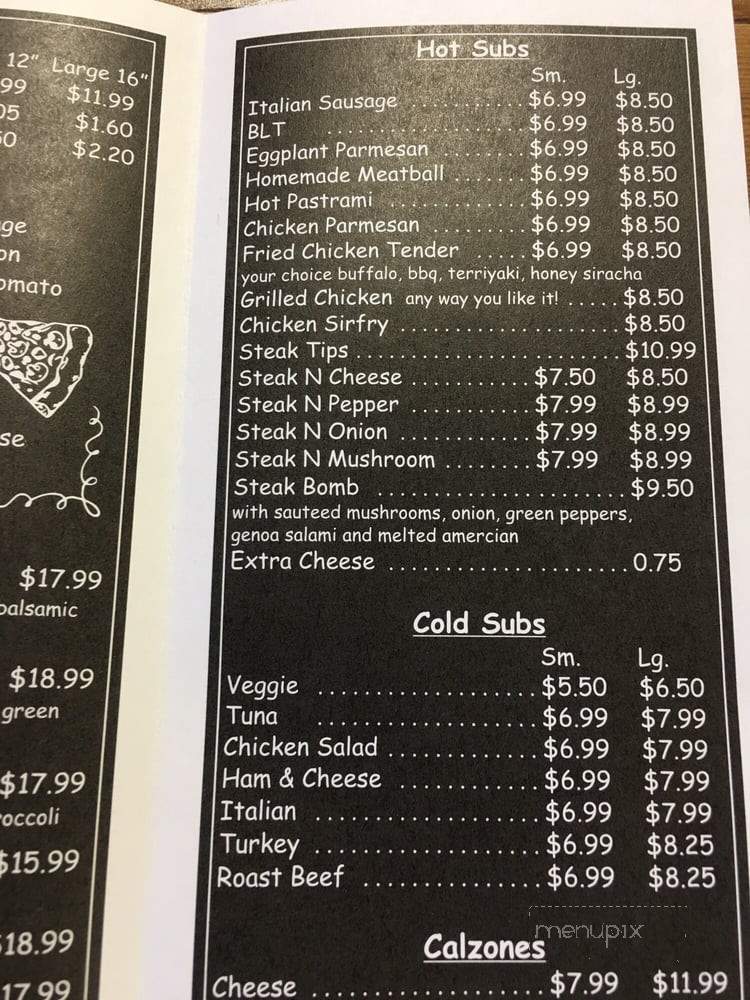 12" Large 16"
99 $11.99
05 $1.60
50 $2.20
omato
$17.99
balsamic
$18.99
green
$17.99
$15.99
$18.99
17.99
Hot Subs
Sm. Lg.
Italian Sausage ........... $6.99 $8.50
BLT .................. $6.99 $8.50
Eggplant Parmesan ........ $6.99 $8.50
Homemade Meatball ...... $6.99 $8.50
Hot Pastrami ............. $6.99 $8.50
Chicken Parmesan ......... $6.99 $8.50
Fried Chicken Tender ..... $6.99 $8.50
your choice buffalo, bbq, terriyaki, honey siracha
Grilled Chicken any way you like it! ..... $8.50
Chicken Sirfry ..................... $8.50
Steak Tips ......................... $10.99
Steak N Cheese ........... $7.50 $8.50
Steak N Pepper ........... $7.99 $8.99
Steak N Onion ............ $7.99 $8.99
Steak N Mushroom ........ $7.99 $8.99
Steak Bomb ....................... $9.50
with sauteed mushrooms, onion, green peppers,
genoa salami and melted amercian
Extra Cheese ...................... 0.75
Cold Subs
Sm. Lg.
Veggie .................... $5.50 $6.50
Tuna .................... $6.99 $7.99
Chicken Salad ............. $6.99 $7.99
Ham & Cheese ............. $6.99 $7.99
Italian .................... $6.99 $7.99
Turkey ..................... $6.99 $8.25
Roast Beef ................ $6.99 $8.25
menupix
Calzones
Cheese ..................... $7.99 $11.99